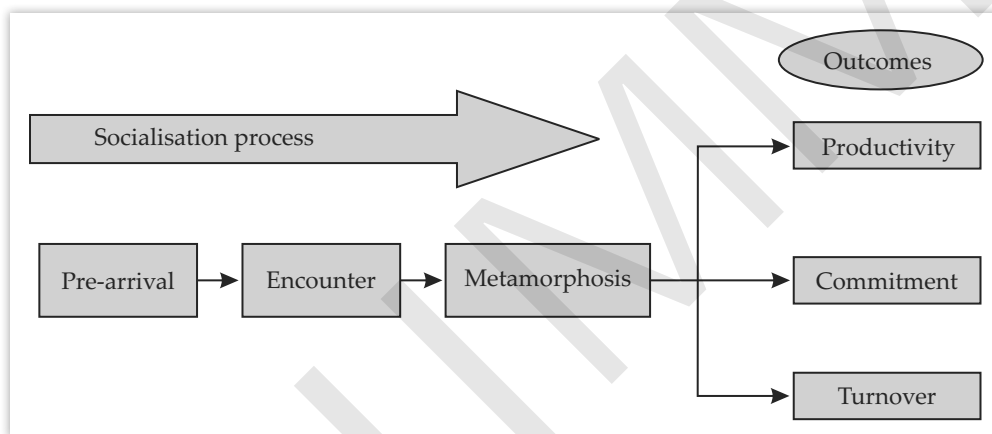 Outcomes
Socialisation process
Productivity
Pre-arrival
Encounter
Metamorphosis
Commitment
Turnover